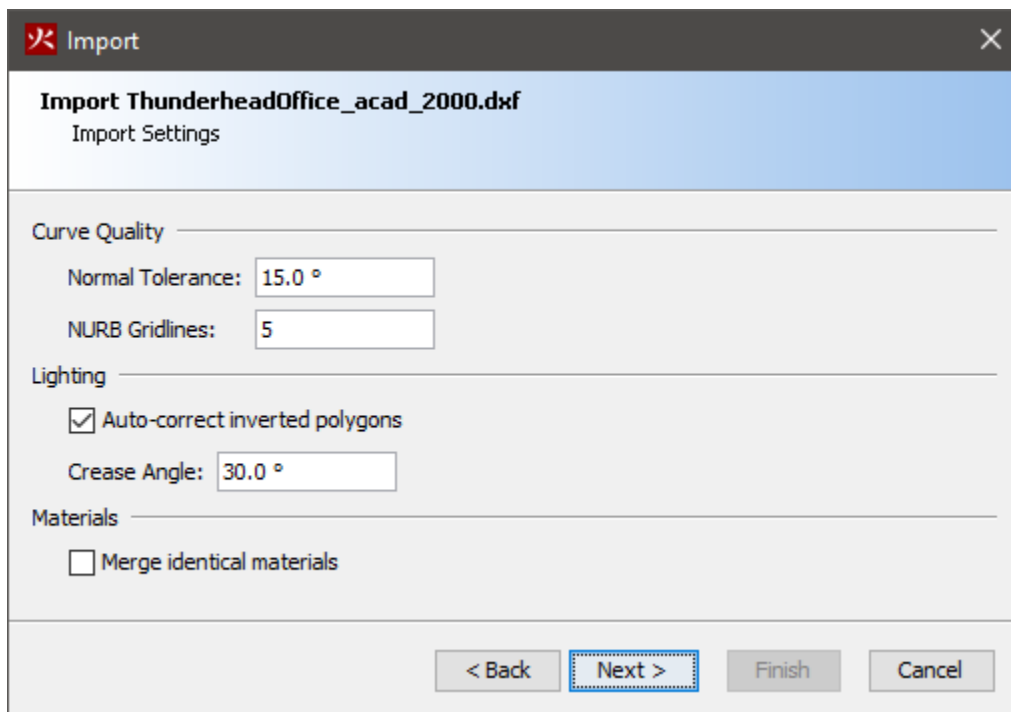 火 Import
Import ThunderheadOffice_acad_2000.dxf
Import Settings
Curve Quality
Normal Tolerance: 15.0 °
NURB Gridlines: 5
Lighting
Auto-correct inverted polygons
Crease Angle: 30.0 °
Materials
Merge identical materials
< Back Next > Finish Cancel